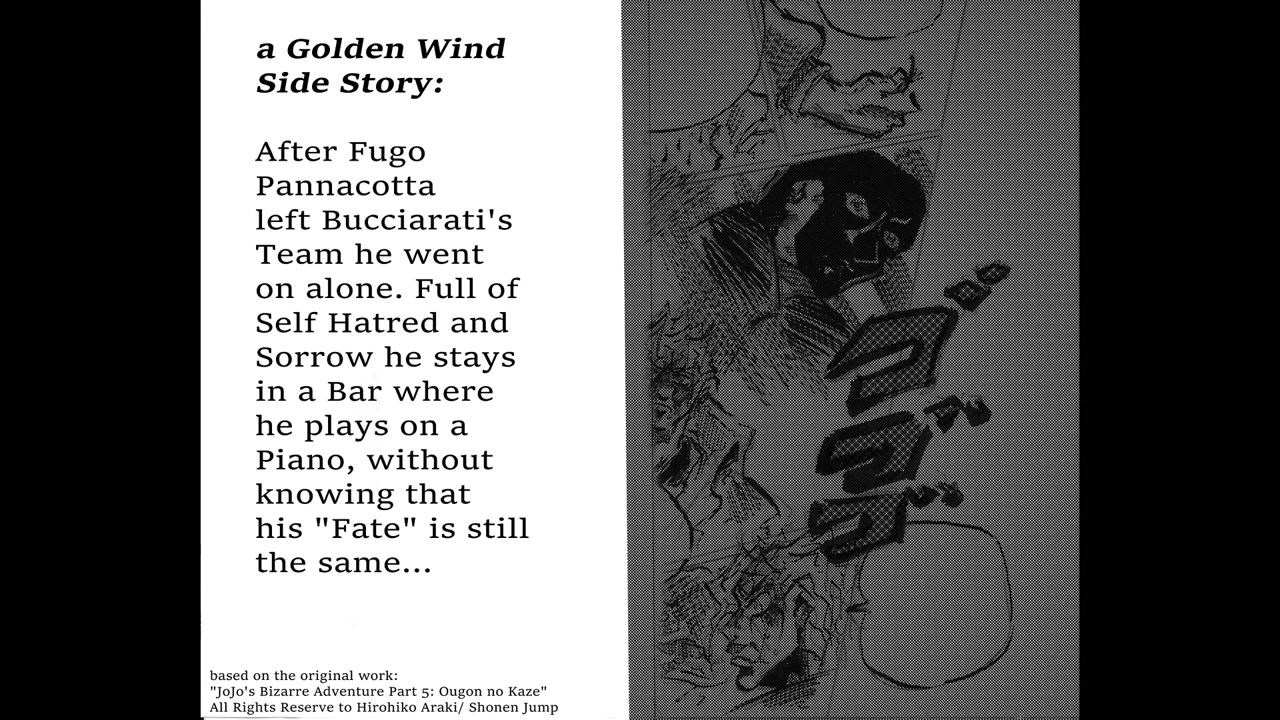 a Golden Wind
Side Story:
After Fugo
Pannacotta
left Bucciarati's
Team he went
on alone. Full of
Self Hatred and
Sorrow he stays
in a Bar where
he plays on a
Piano, without
knowing that
his "Fate" is still
the same...
based on the original work:
"JoJo's Bizarre Adventure Part 5: Ougon no Kaze"
All Rights Reserve to Hirohiko Araki/ Shonen Jump